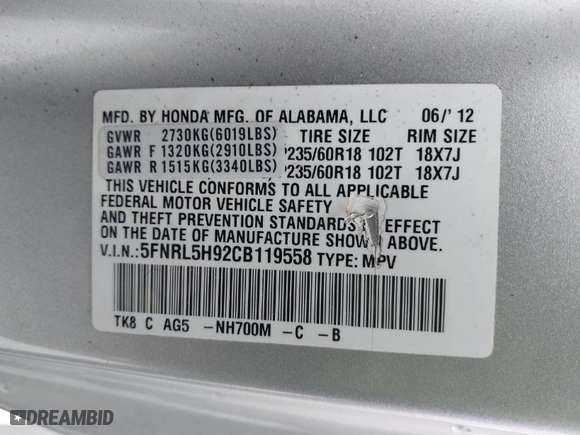 MFD. BY HONDA MFG. OF ALABAMA, LLC 06/'12
GVWR 2730KG(6019LBS) TIRE SIZE RIM SIZE
GAWR F 1320KG(2910LBS) P235/60R18 102T 18X7J
GAWR R 1515KG(3340LBS) P235/60R18 102T 18X7J
THIS VEHICLE CONFORMS TO ALL APPLICABLE
FEDERAL MOTOR VEHICLE SAFETY
AND THEFT PREVENTION STANDARDS IN EFFECT
ON THE DATE OF MANUFACTURE SHOWN ABOVE.
V.I.N.:5FNRL5H92CB119558 TYPE: MPV
TK8 C AG5 -NH700M -C -B
DREAMBID